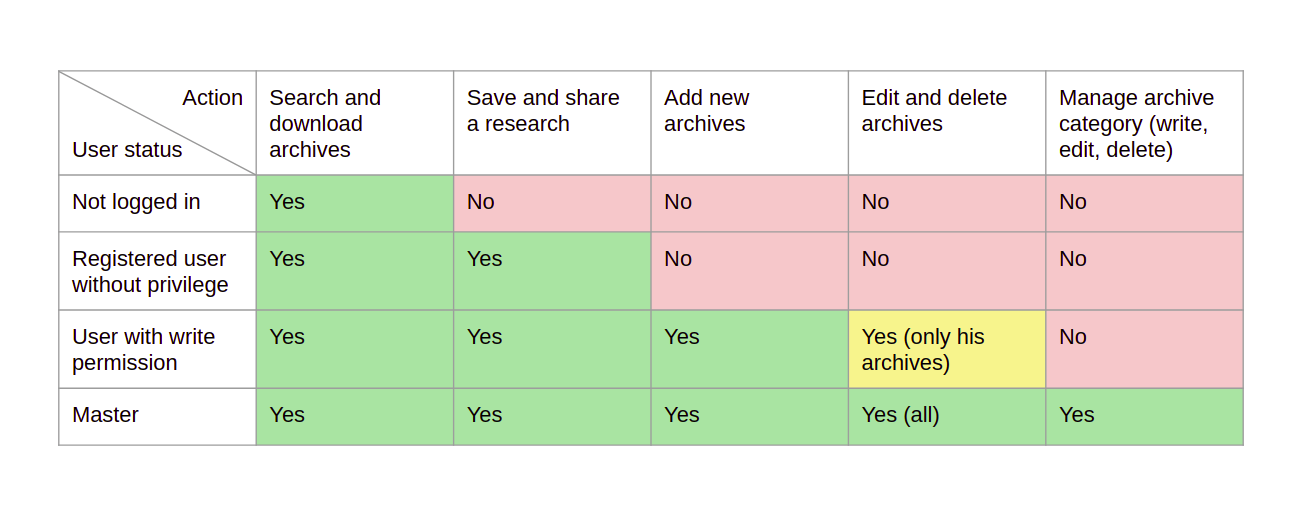 Action
User status
Search and
download
archives
Save and share
a research
Add new
archives
Edit and delete
archives
Manage archive
category (write,
edit, delete)
Not logged in
Yes
No
No
No
No
Registered user
without privilege
Yes
Yes
No
No
No
User with write
permission
Yes
Yes
Yes
Yes (only his
archives)
No
Master
Yes
Yes
Yes
Yes (all)
Yes